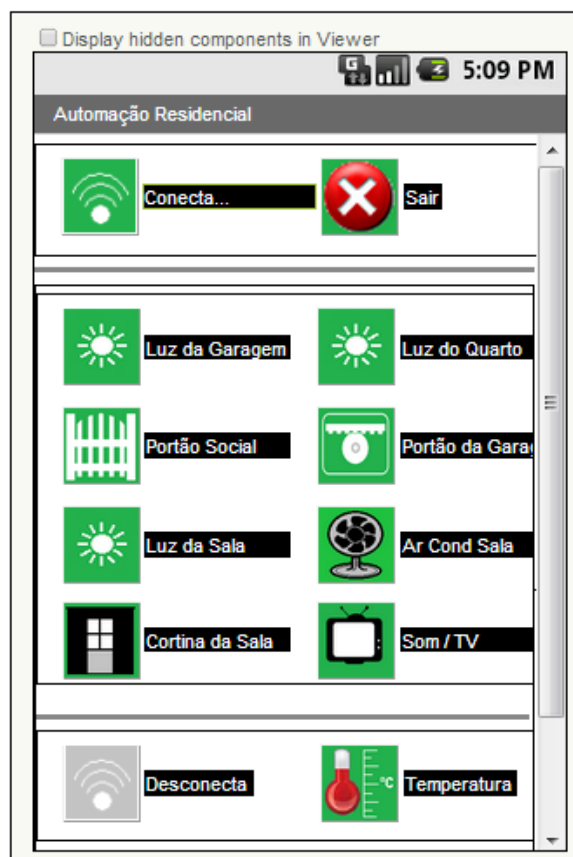 Display hidden components in Viewer
G 5:09 PM
Automação Residencial
Conecta... Sair
Luz da Garagem Luz do Quarto
Portão Social Portão da Garag
Luz da Sala Ar Cond Sala
Cortina da Sala Som / TV
Desconecta °C Temperatura